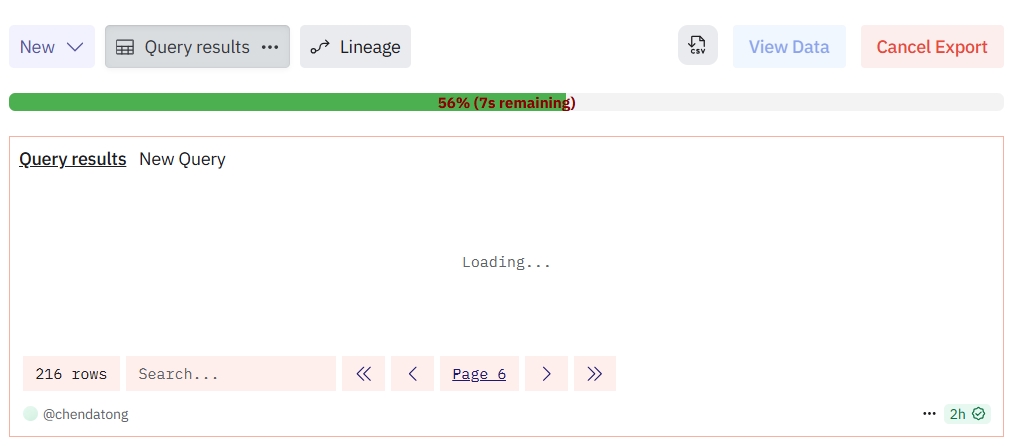 New Query results ••• Lineage CSV View Data Cancel Export
56% (7s remaining)
Query results New Query
Loading...
216 rows Search... Page 6
@chendatong ••• 2h